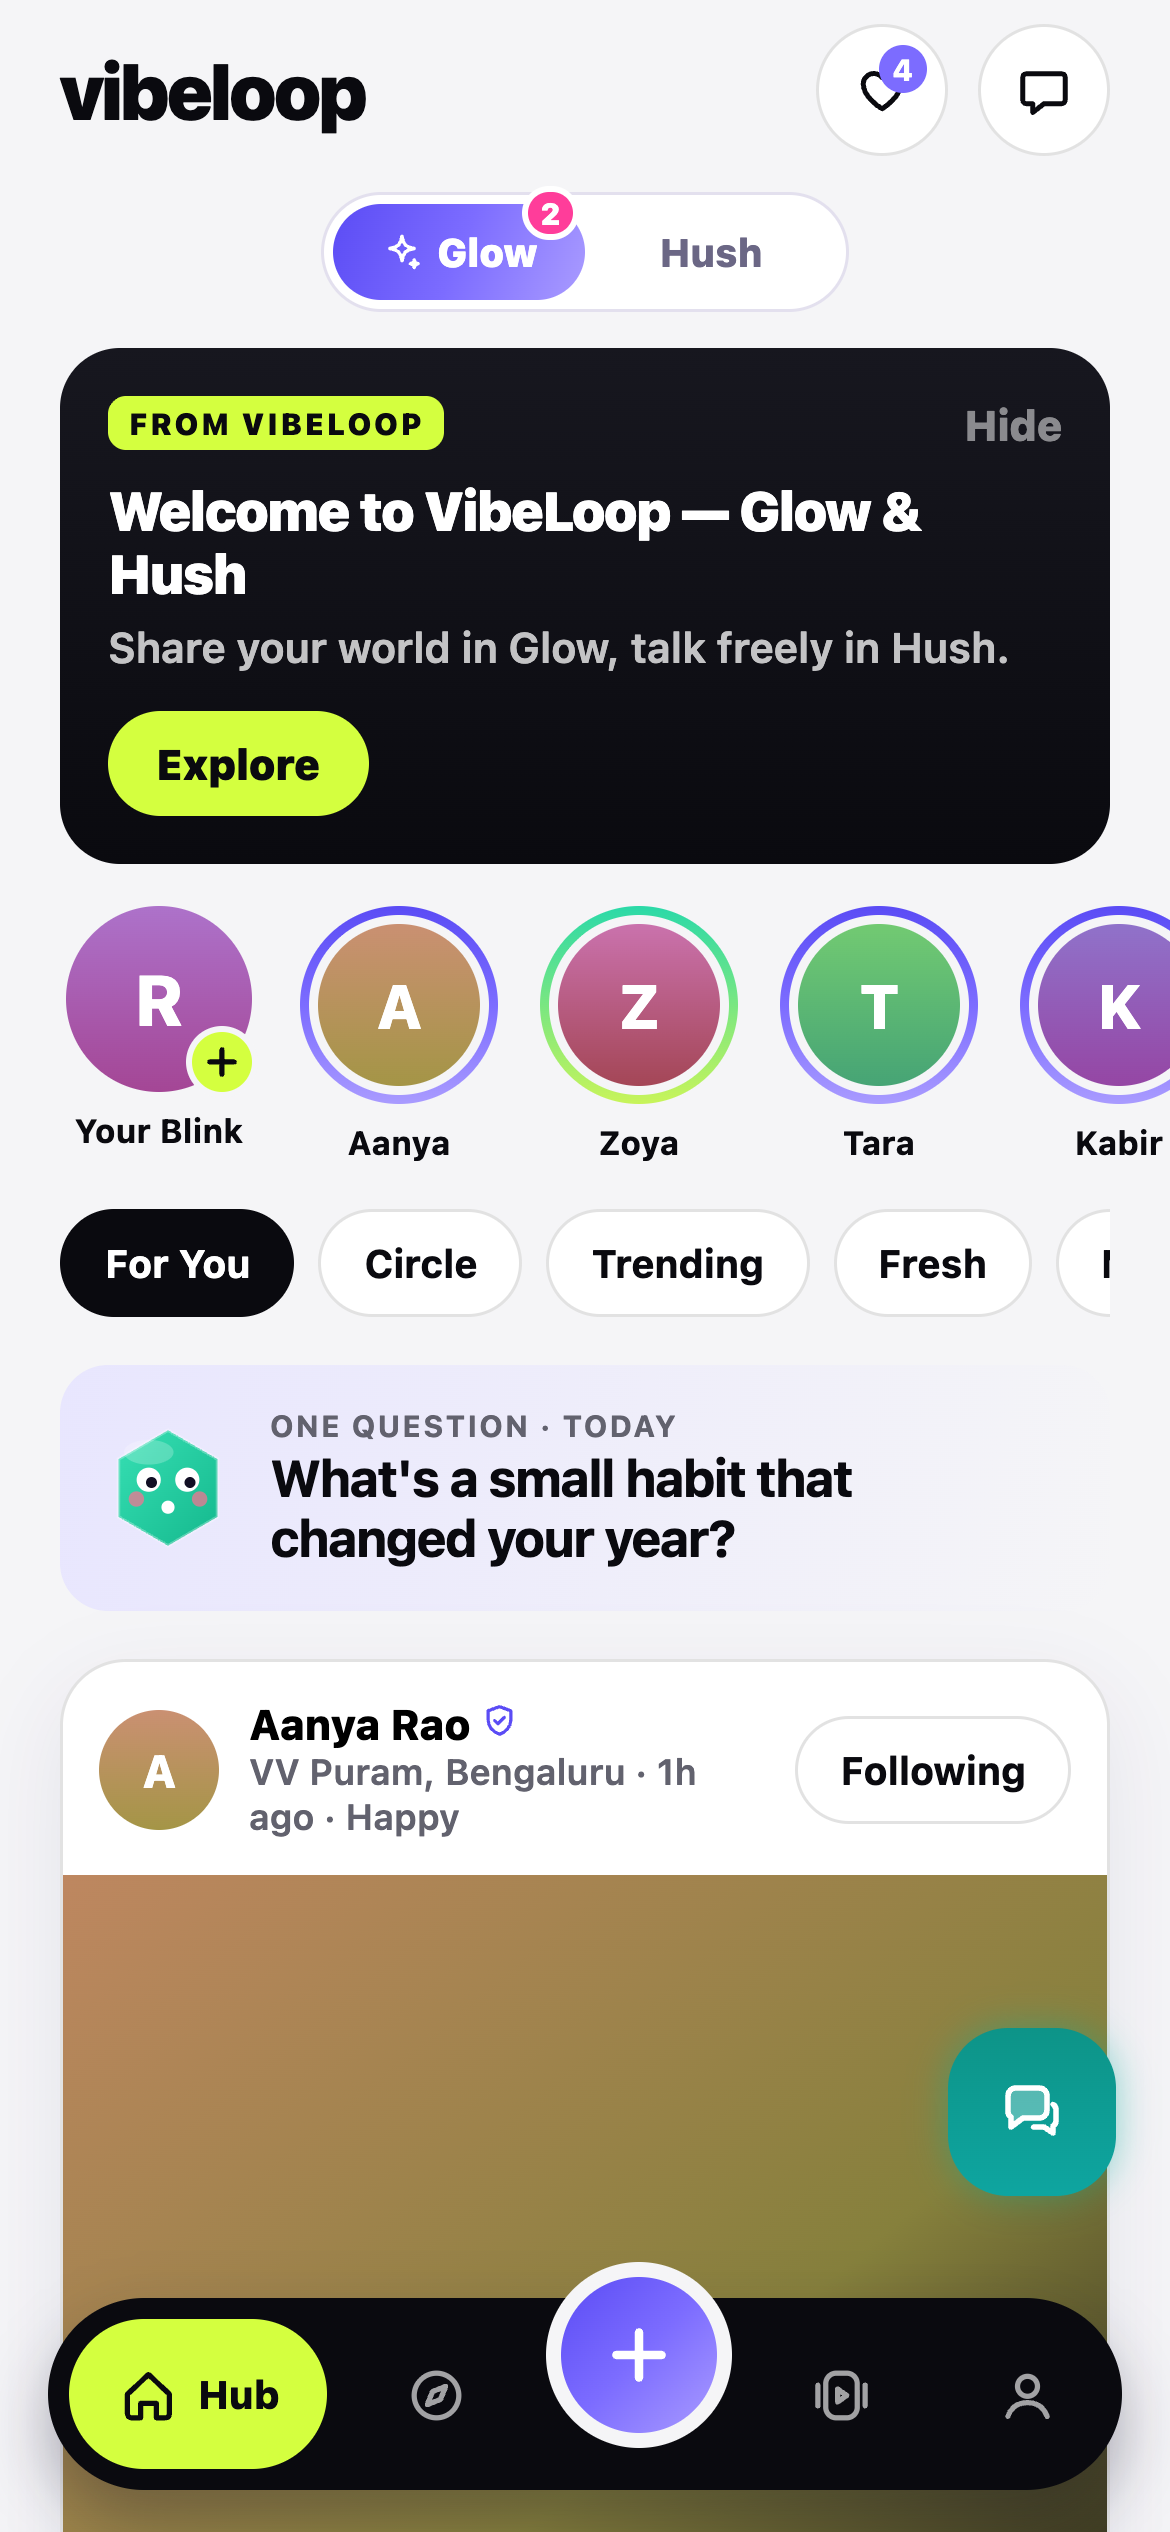 vibeloop
4
Glow
2
Hush
FROM VIBELOOP
Hide
Welcome to VibeLoop — Glow &
Hush
Share your world in Glow, talk freely in Hush.
Explore
R
A
Z
T
K
Your Blink
Aanya
Zoya
Tara
Kabir
For You
Circle
Trending
Fresh
ONE QUESTION · TODAY
What's a small habit that
changed your year?
A
Aanya Rao
VV Puram, Bengaluru · 1h
ago · Happy
Following
Hub